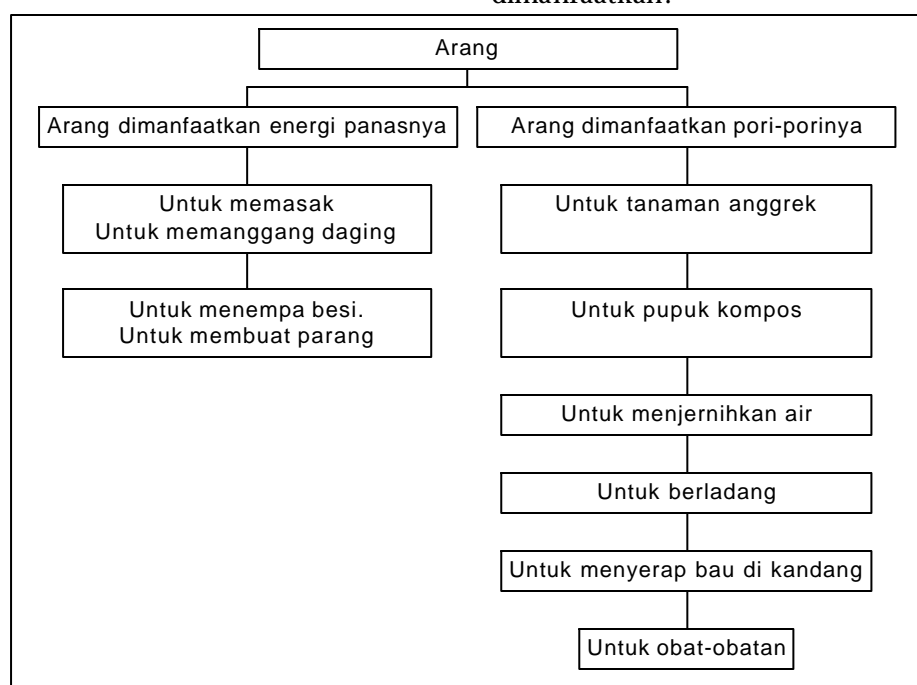 Arang
Arang dimanfaatkan energi panasnya
Untuk memasak
Untuk memanggang daging
Untuk menempa besi.
Untuk membuat parang
Arang dimanfaatkan pori-porinya
Untuk tanaman anggrek
Untuk pupuk kompos
Untuk menjernihkan air
Untuk berladang
Untuk menyerap bau di kandang
Untuk obat-obatan